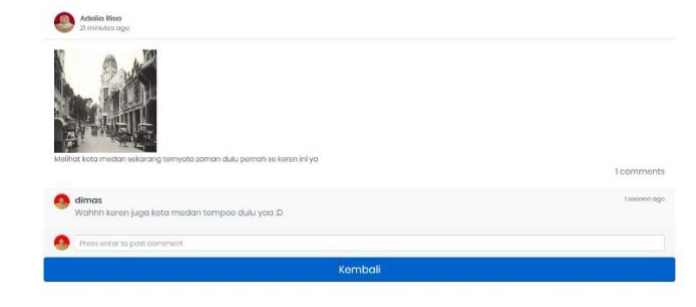 Adelia Risa
21 minutes ago
Melihat kota medan sekarang ternyata zaman dulu pernah se keren ini ya
1 comments
dimas
1 second ago
Wahhh keren juga kota medan tempoe dulu yaa :D
Press enter to post comment
Kembali